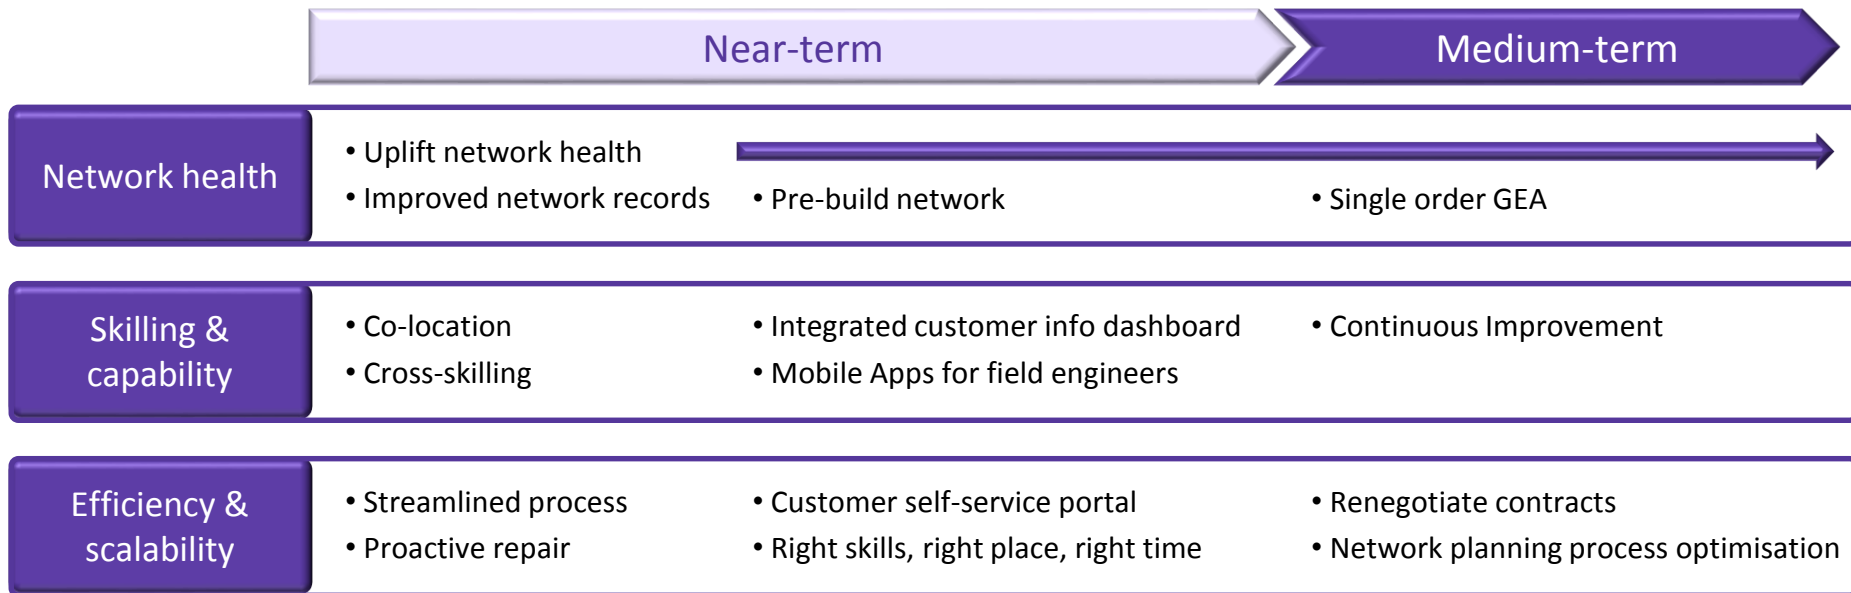 Near-term
Medium-term
Network health
• Uplift network health
• Improved network records
• Pre-build network
• Single order GEA
Skilling &
capability
• Co-location
• Cross-skilling
• Integrated customer info dashboard
• Mobile Apps for field engineers
• Continuous Improvement
Efficiency &
scalability
• Streamlined process
• Proactive repair
• Customer self-service portal
• Right skills, right place, right time
• Renegotiate contracts
• Network planning process optimisation